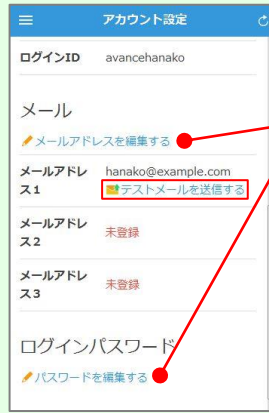 アカウント設定
ログインID avancehanako
メール
メールアドレスを編集する
メールアドレ hanako@example.com
ス1 テストメールを送信する
メールアドレ
ス2 未登録
メールアドレ
ス3 未登録
ログインパスワード
パスワードを編集する